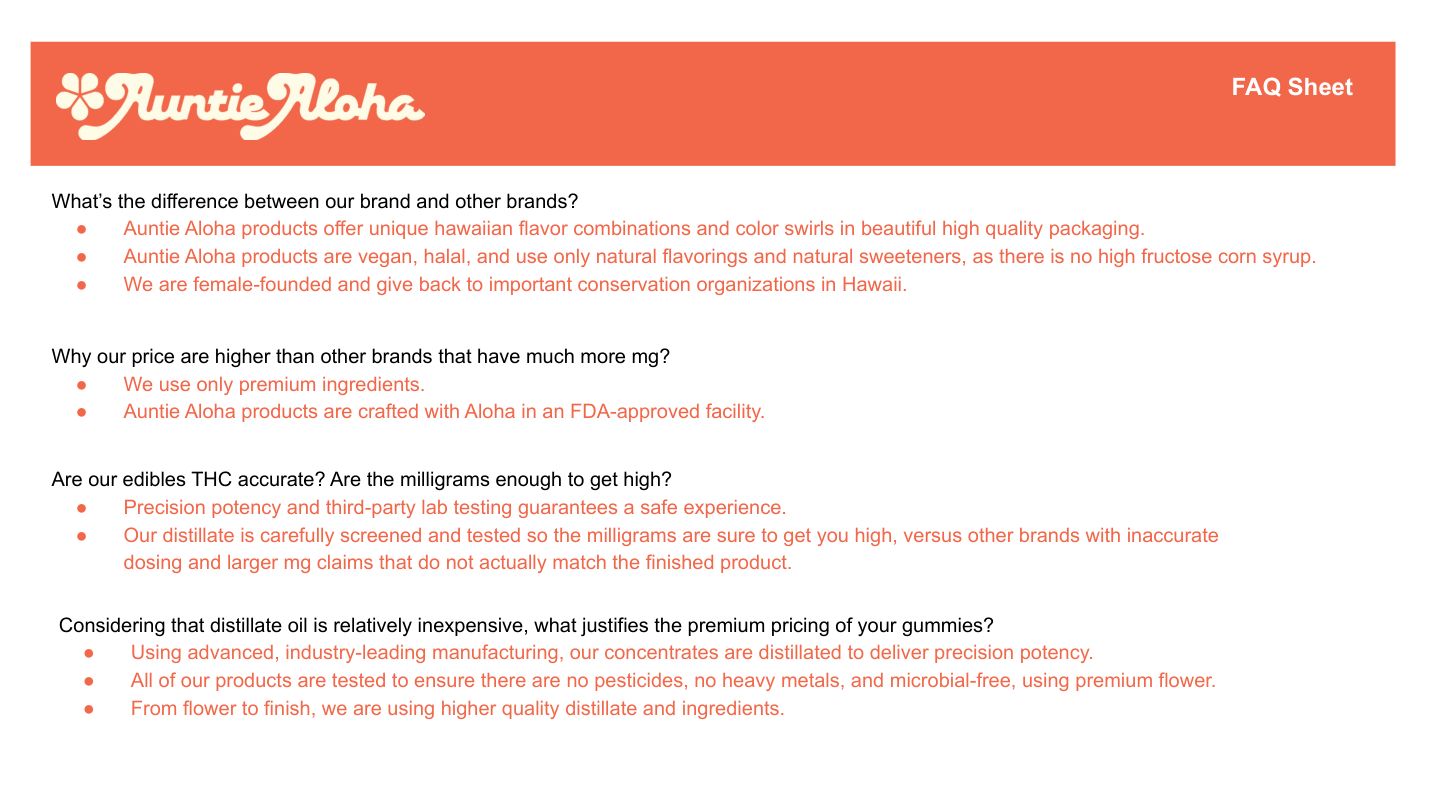 Auntie Aloha
FAQ Sheet
What’s the difference between our brand and other brands?
● Auntie Aloha products offer unique hawaiian flavor combinations and color swirls in beautiful high quality packaging.
● Auntie Aloha products are vegan, halal, and use only natural flavorings and natural sweeteners, as there is no high fructose corn syrup.
● We are female-founded and give back to important conservation organizations in Hawaii.
Why our price are higher than other brands that have much more mg?
● We use only premium ingredients.
● Auntie Aloha products are crafted with Aloha in an FDA-approved facility.
Are our edibles THC accurate? Are the milligrams enough to get high?
● Precision potency and third-party lab testing guarantees a safe experience.
● Our distillate is carefully screened and tested so the milligrams are sure to get you high, versus other brands with inaccurate
dosing and larger mg claims that do not actually match the finished product.
Considering that distillate oil is relatively inexpensive, what justifies the premium pricing of your gummies?
● Using advanced, industry-leading manufacturing, our concentrates are distillated to deliver precision potency.
● All of our products are tested to ensure there are no pesticides, no heavy metals, and microbial-free, using premium flower.
● From flower to finish, we are using higher quality distillate and ingredients.